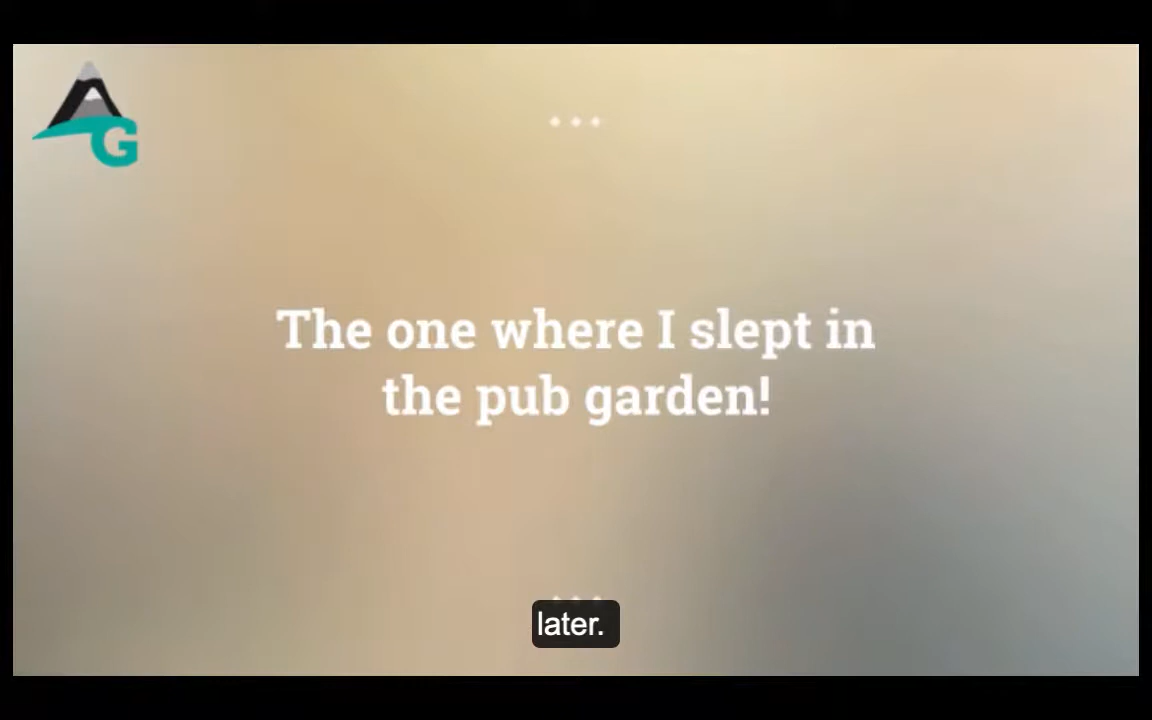 G
The one where I slept in
the pub garden!
later.